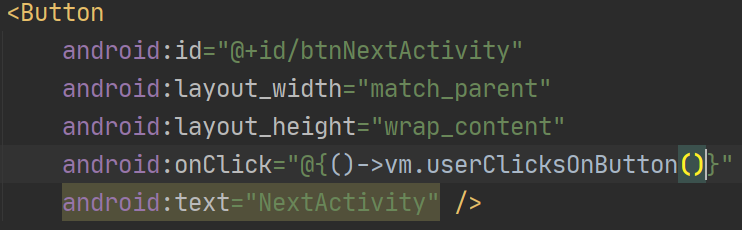 <Button
android:id="@+id/btnNextActivity"
android:layout_width="match_parent"
android:layout_height="wrap_content"
android:onClick="@{()->vm.userClicksOnButton()}"
android:text="NextActivity" />